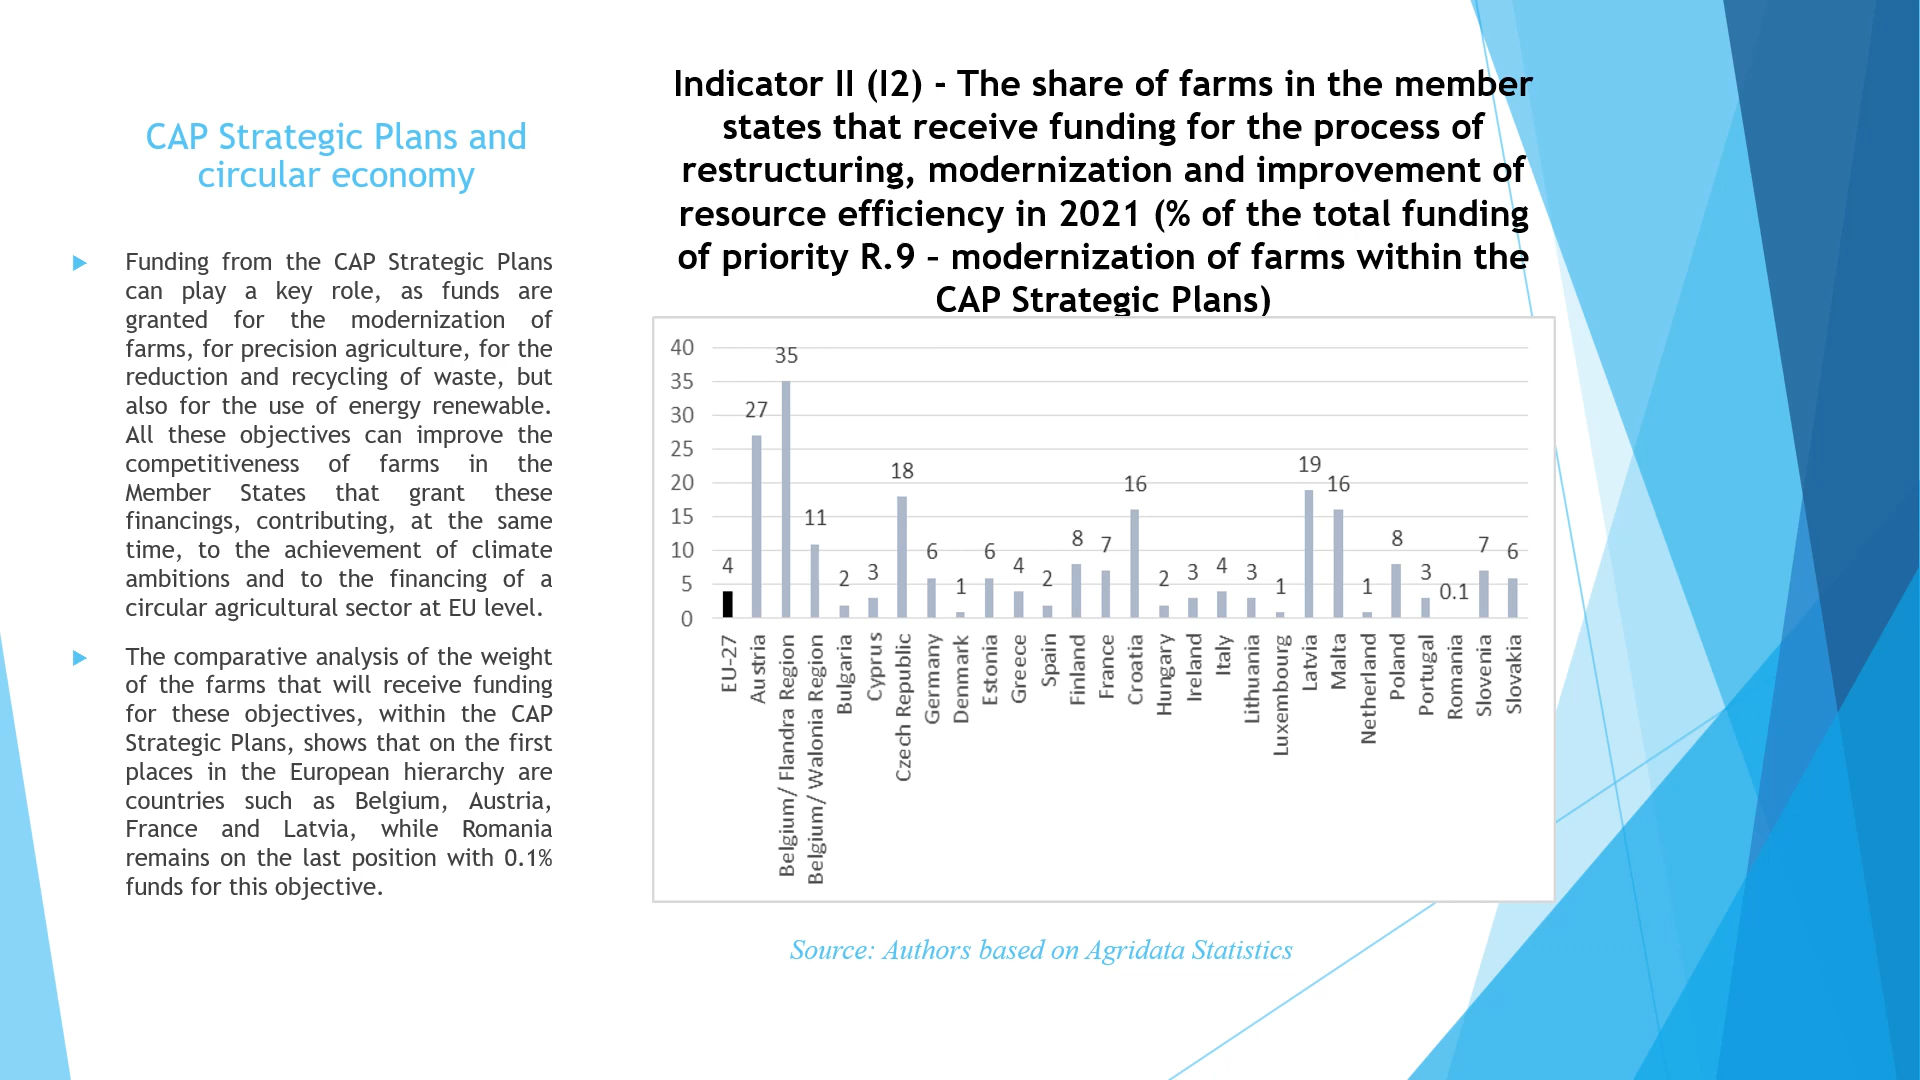 CAP Strategic Plans and
circular economy
Funding from the CAP Strategic Plans
can play a key role, as funds are
granted for the modernization of
farms, for precision agriculture, for the
reduction and recycling of waste, but
also for the use of energy renewable.
All these objectives can improve the
competitiveness of farms in the
Member States that grant these
financings, contributing, at the same
time, to the achievement of climate
ambitions and to the financing of a
circular agricultural sector at EU level.
The comparative analysis of the weight
of the farms that will receive funding
for these objectives, within the CAP
Strategic Plans, shows that on the first
places in the European hierarchy are
countries such as Belgium, Austria,
France and Latvia, while Romania
remains on the last position with 0.1%
funds for this objective.
Indicator II (I2) - The share of farms in the member
states that receive funding for the process of
restructuring, modernization and improvement of
resource efficiency in 2021 (% of the total funding
of priority R.9 – modernization of farms within the
CAP Strategic Plans)
40
35
30
25
20
15
10
5
0
4
27
35
11
2
3
18
6
1
6
4
2
8
7
16
2
3
4
3
1
19
16
1
8
3
0.1
7
6
EU-27
Austria
Belgium/ Flandra Region
Belgium/ Walonia Region
Bulgaria
Cyprus
Czech Republic
Germany
Denmark
Estonia
Greece
Spain
Finland
France
Croatia
Hungary
Ireland
Italy
Lithuania
Luxembourg
Latvia
Malta
Netherland
Poland
Portugal
Romania
Slovenia
Slovakia
Source: Authors based on Agridata Statistics